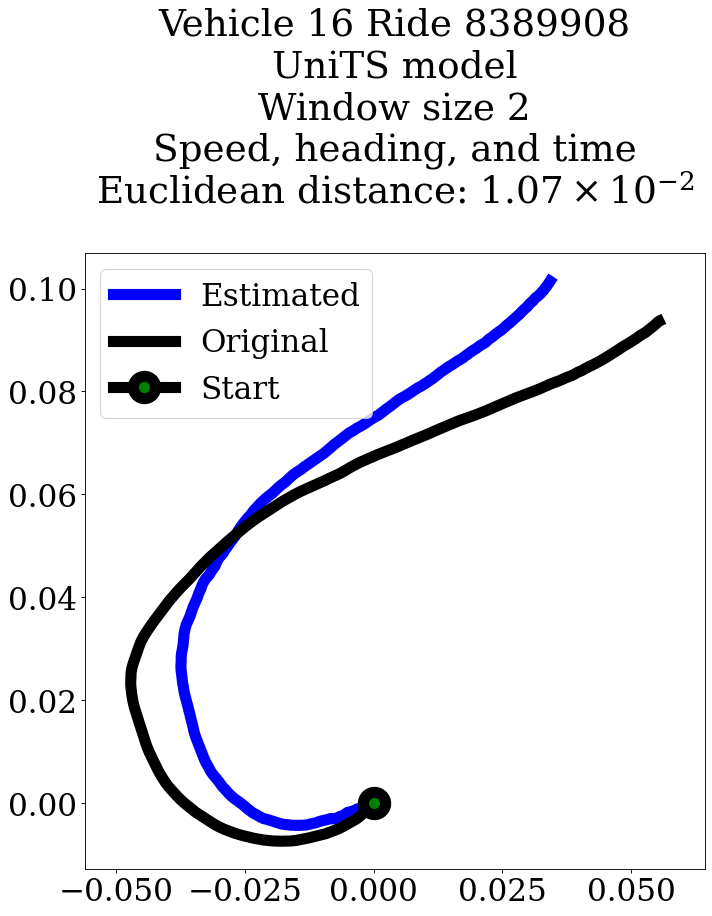 Vehicle 16 Ride 8389908
UniTS model
Window size 2
Speed, heading, and time
Euclidean distance: 1.07 × 10⁻²
Estimated
Original
Start
0.10
0.08
0.06
0.04
0.02
0.00
−0.050 −0.025 0.000 0.025 0.050